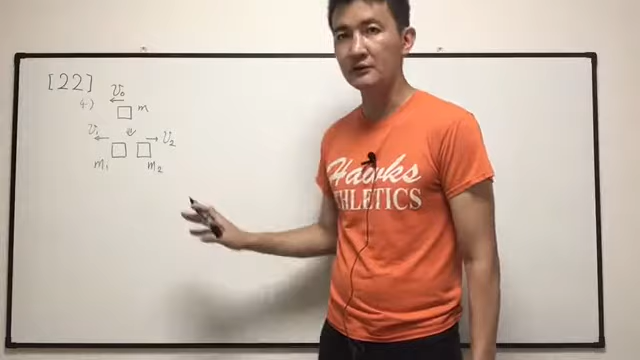 [22]
4)
v₀
m
v₁
v₂
m₁
m₂
Hawks
ATHLETICS